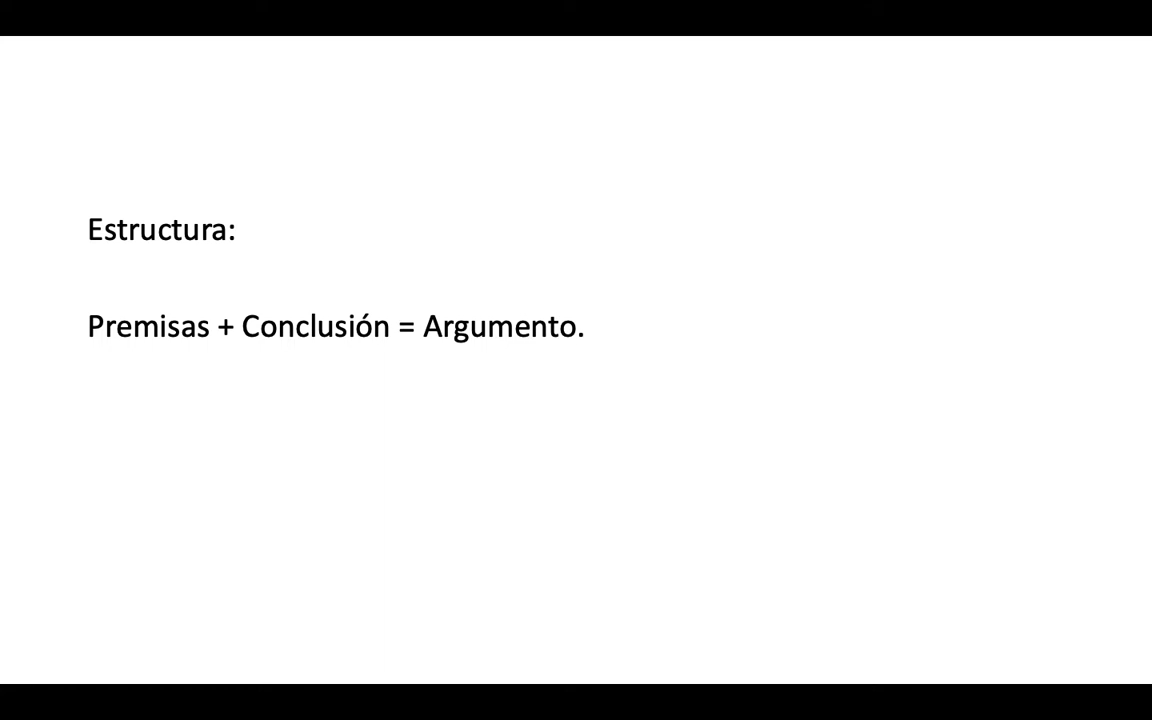 Estructura:
Premisas + Conclusión = Argumento.